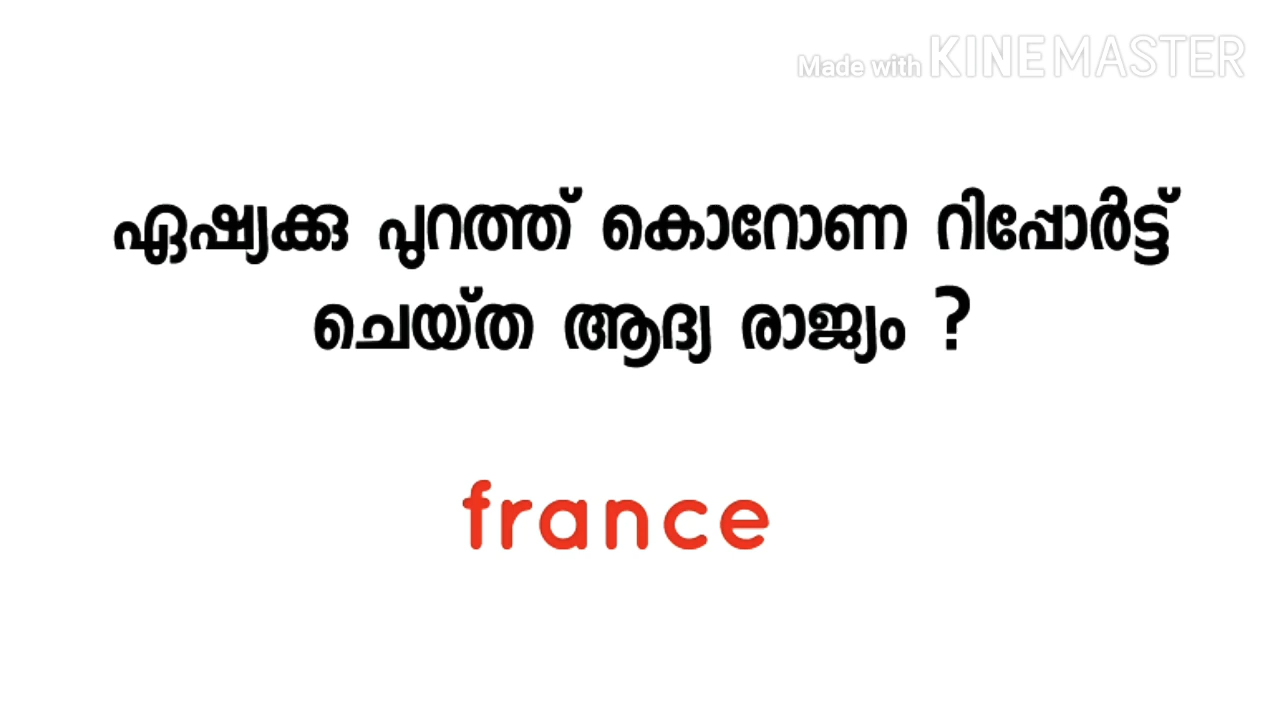 Made with KINEMASTER
ഏഷ്യക്കു പുറത്ത് കൊറോണ റിപ്പോർട്ട്
ചെയ്ത ആദ്യ രാജ്യം ?
france